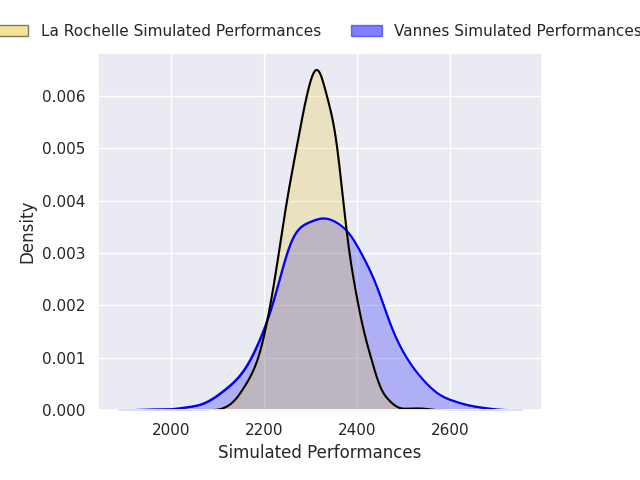 La Rochelle Simulated Performances
Vannes Simulated Performances
0.006
0.005
0.004
0.003
0.002
0.001
0.000
Density
2000 2200 2400 2600
Simulated Performances